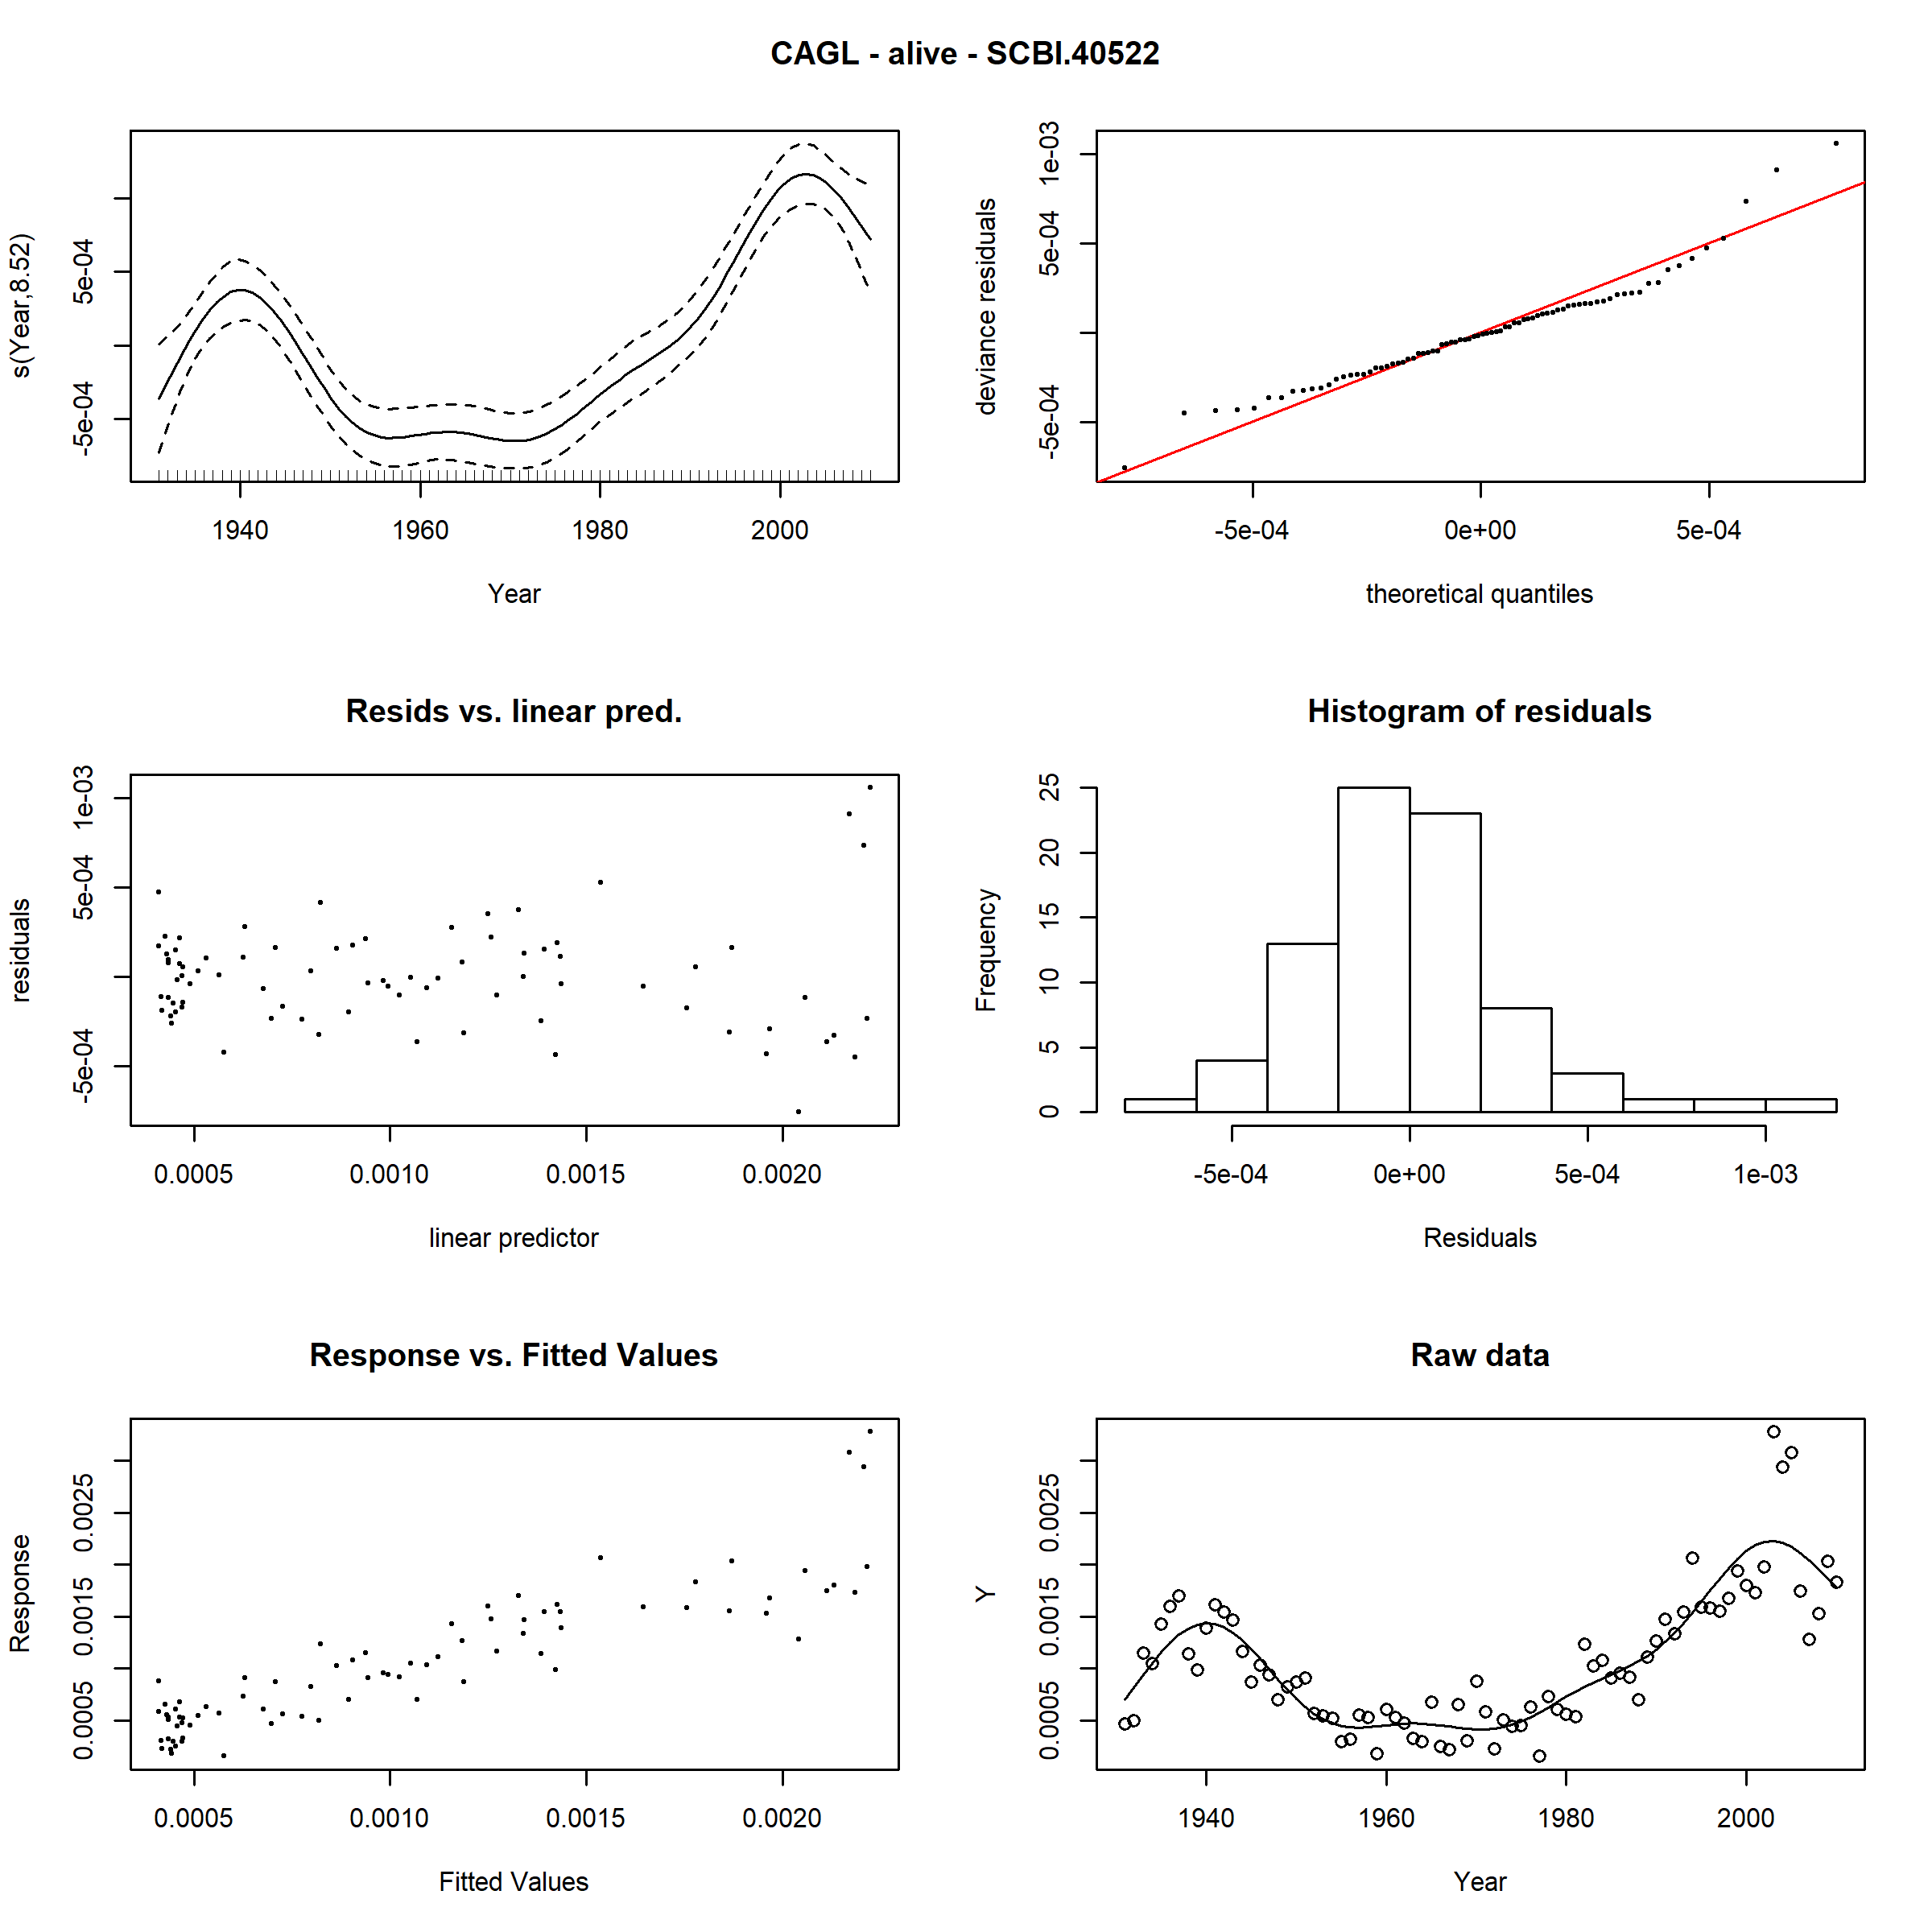 CAGL - alive - SCBI.40522
s(Year,8.52)
-5e-04 5e-04
1940 1960 1980 2000
Year
deviance residuals
-5e-04 5e-04 1e-03
-5e-04 0e+00 5e-04
theoretical quantiles
Resids vs. linear pred.
residuals
-5e-04 5e-04 1e-03
0.0005 0.0010 0.0015 0.0020
linear predictor
Histogram of residuals
Frequency
0 5 10 15 20 25
-5e-04 0e+00 5e-04 1e-03
Residuals
Response vs. Fitted Values
Response
0.0005 0.0015 0.0025
0.0005 0.0010 0.0015 0.0020
Fitted Values
Raw data
Y
0.0005 0.0015 0.0025
1940 1960 1980 2000
Year